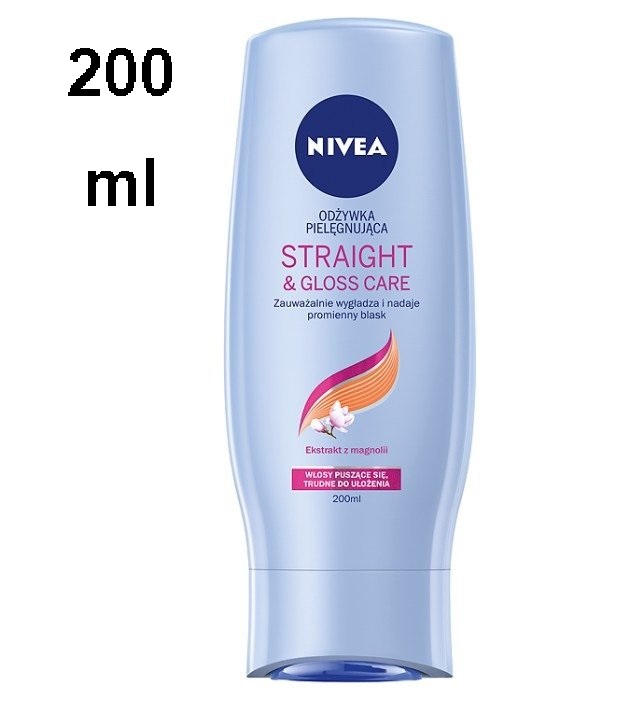 200
ml
NIVEA
ODŻYWKA
PIELĘGNUJĄCA
STRAIGHT
& GLOSS CARE
Zauważalnie wygładza i nadaje
promienny blask
Ekstrakt z magnolii
WŁOSY PUSZĄCE SIĘ,
TRUDNE DO UŁOŻENIA
200ml